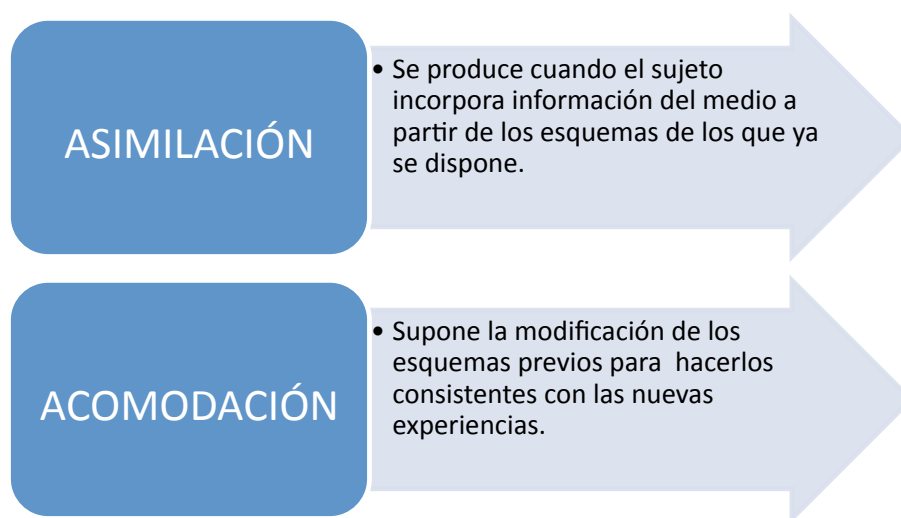 ASIMILACIÓN
• Se produce cuando el sujeto
incorpora información del medio a
partir de los esquemas de los que ya
se dispone.
ACOMODACIÓN
• Supone la modificación de los
esquemas previos para hacerlos
consistentes con las nuevas
experiencias.